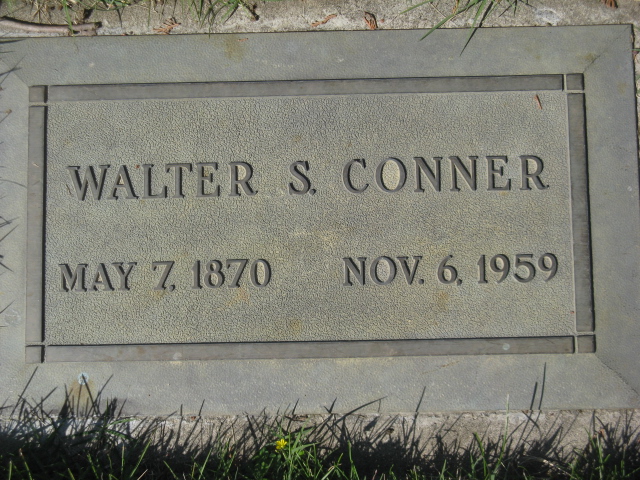 WALTER S. CONNER
MAY 7, 1870 NOV. 6, 1959